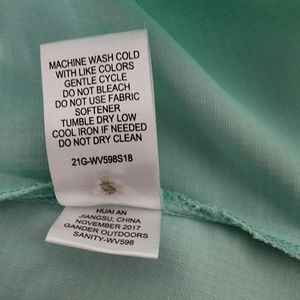 MACHINE WASH COLD
WITH LIKE COLORS
GENTLE CYCLE
DO NOT BLEACH
DO NOT USE FABRIC
SOFTENER
TUMBLE DRY LOW
COOL IRON IF NEEDED
DO NOT DRY CLEAN
21G-WV598S18
HUAI AN
JIANGSU, CHINA
NOVEMBER 2017
GANDER OUTDOORS
SANITY-WV598